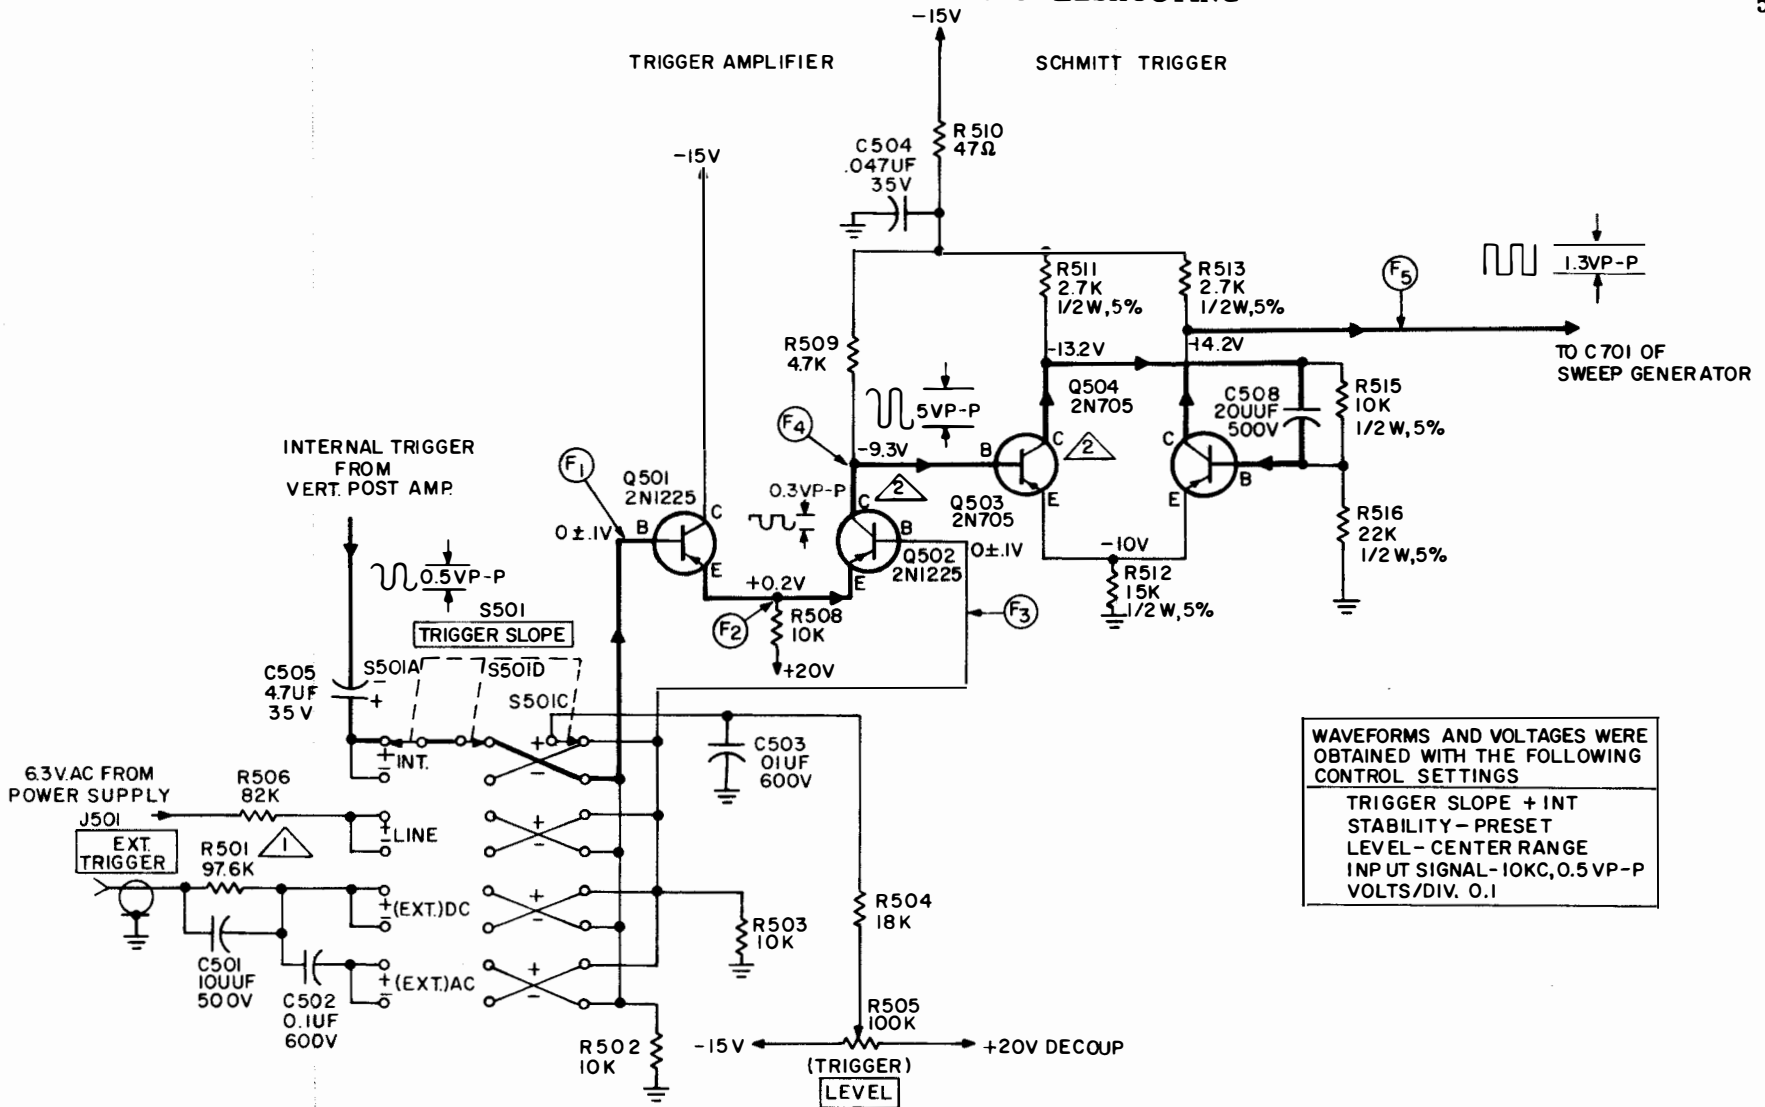 -15V
TRIGGER AMPLIFIER
SCHMITT TRIGGER
R510
47Ω
C504
.047UF
35V
-15V
R511
2.7K
1/2W,5%
R513
2.7K
1/2W,5%
F5
1.3VP-P
R509
4.7K
-13.2V
-14.2V
TO C701 OF
SWEEP GENERATOR
5VP-P
Q504
2N705
C508
20UUF
500V
R515
10K
1/2W,5%
F4
-9.3V
B
C
2
C
B
INTERNAL TRIGGER
FROM
VERT. POST AMP.
F1
Q501
2N1225
0.3VP-P
2
Q503
2N705
E
E
R516
22K
1/2W,5%
0±.1V
B
C
E
C
B
E
Q502
2N1225
0±.1V
-10V
R512
15K
1/2W,5%
0.5VP-P
+0.2V
F2
R508
10K
+20V
F3
S501
TRIGGER SLOPE
C505
4.7UF
35V
-
+
S501A
S501D
S501C
+
-
INT.
+
-
C503
.01UF
600V
6.3V.AC FROM
POWER SUPPLY
R506
82K
+
-
LINE
+
-
J501
EXT.
TRIGGER
R501
97.6K
1
+
-
(EXT.)DC
+
-
R503
10K
R504
18K
C501
10UUF
500V
C502
0.1UF
600V
+
-
(EXT.)AC
+
-
R502
10K
R505
100K
-15V
+20V DECOUP
(TRIGGER)
LEVEL
WAVEFORMS AND VOLTAGES WERE
OBTAINED WITH THE FOLLOWING
CONTROL SETTINGS
TRIGGER SLOPE + INT
STABILITY-PRESET
LEVEL-CENTER RANGE
INPUT SIGNAL-10KC,0.5VP-P
VOLTS/DIV. 0.1